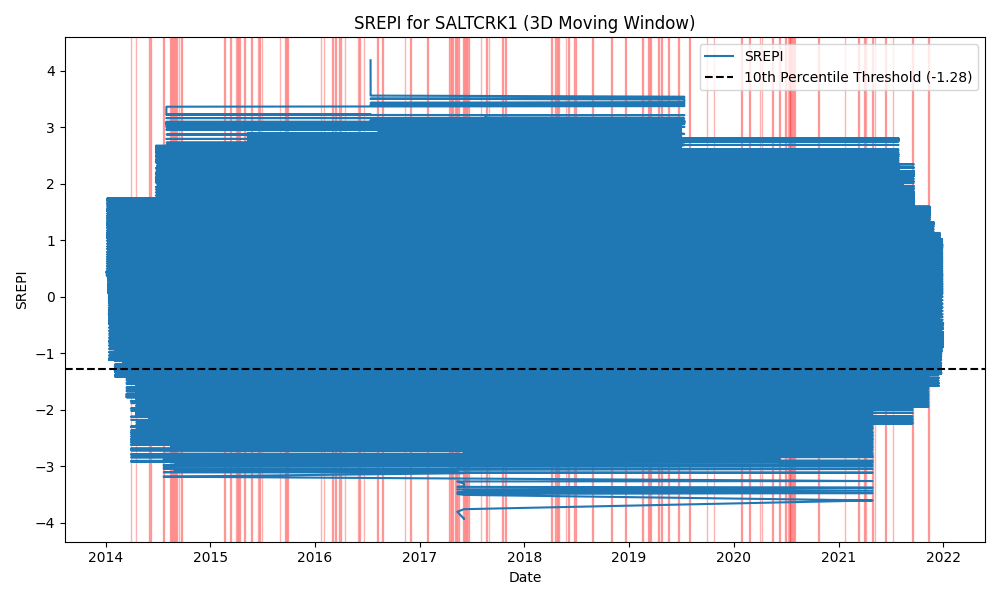 SREPI for SALTCRK1 (3D Moving Window)
SREPI
10th Percentile Threshold (-1.28)
4
3
2
1
0
−1
−2
−3
−4
SREPI
2014 2015 2016 2017 2018 2019 2020 2021 2022
Date